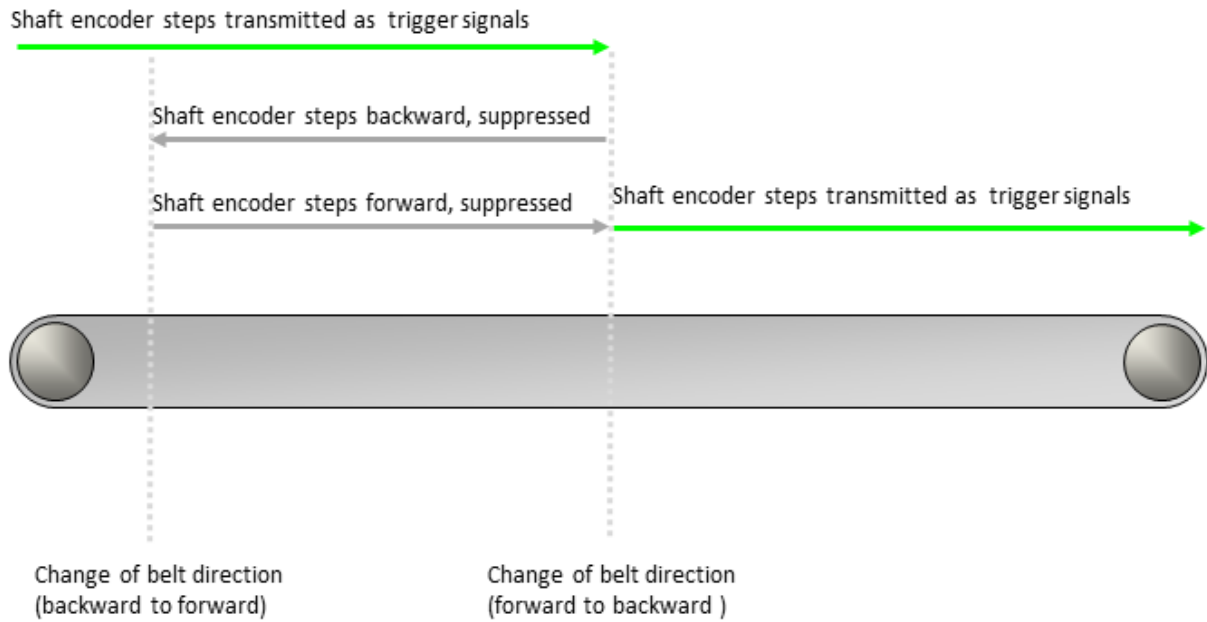 Shaft encoder steps transmitted as trigger signals
Shaft encoder steps backward, suppressed
Shaft encoder steps forward, suppressed
Shaft encoder steps transmitted as trigger signals
Change of belt direction
(backward to forward)
Change of belt direction
(forward to backward )